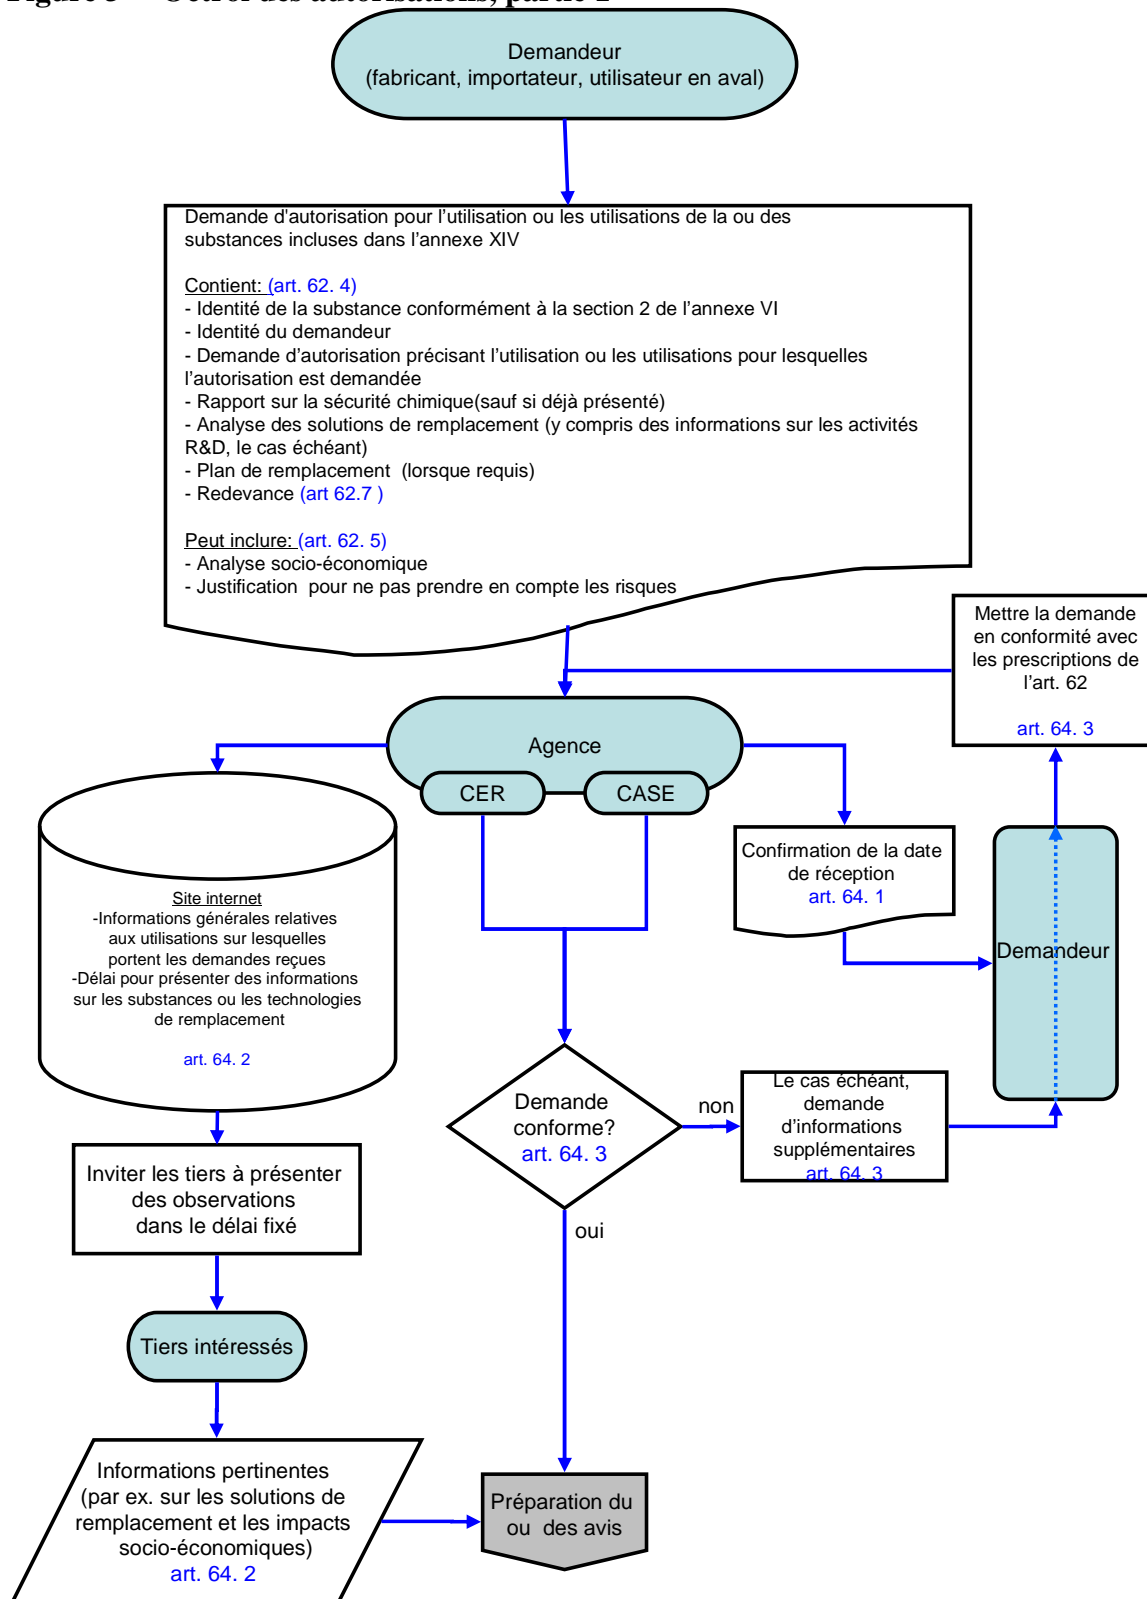 Demandeur
(fabricant, importateur, utilisateur en aval)
Demande d'autorisation pour l'utilisation ou les utilisations de la ou des
substances incluses dans l'annexe XIV
Contient: (art. 62. 4)
- Identité de la substance conformément à la section 2 de l'annexe VI
- Identité du demandeur
- Demande d'autorisation précisant l'utilisation ou les utilisations pour lesquelles
l'autorisation est demandée
- Rapport sur la sécurité chimique(sauf si déjà présenté)
- Analyse des solutions de remplacement (y compris des informations sur les activités
R&D, le cas échéant)
- Plan de remplacement (lorsque requis)
- Redevance (art 62.7 )
Peut inclure: (art. 62. 5)
- Analyse socio-économique
- Justification pour ne pas prendre en compte les risques
Mettre la demande
en conformité avec
les prescriptions de
l'art. 62
art. 64. 3
Agence
CER
CASE
Confirmation de la date
de réception
art. 64. 1
Demandeur
Site internet
-Informations générales relatives
aux utilisations sur lesquelles
portent les demandes reçues
-Délai pour présenter des informations
sur les substances ou les technologies
de remplacement
art. 64. 2
Demande
conforme?
art. 64. 3
non
Le cas échéant,
demande
d'informations
supplémentaires
art. 64. 3
oui
Inviter les tiers à présenter
des observations
dans le délai fixé
Tiers intéressés
Informations pertinentes
(par ex. sur les solutions de
remplacement et les impacts
socio-économiques)
art. 64. 2
Préparation du
ou des avis